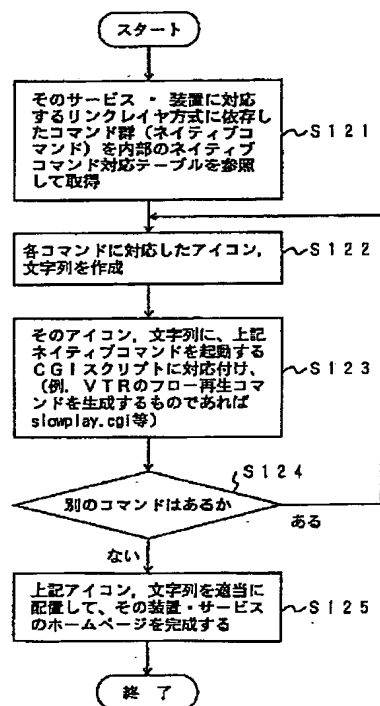 スタート
そのサービス・装置に対応
するリンクレイヤ方式に依存し
たコマンド群(ネイティブコ
マンド)を内部のネイティブ
コマンド対応テーブルを参照
して取得
S121
各コマンドに対応したアイコン,
文字列を作成
S122
そのアイコン,文字列に、上記
ネイティブコマンドを起動する
CGIスクリプトに対応付け、
(例.VTRのフロー再生コマ
ンドを生成するものであれば
slowplay.cgi等)
S123
S124
別のコマンドはあるか
ある
ない
上記アイコン,文字列を適当に
配置して、その装置・サービス
のホームページを完成する
S125
終了